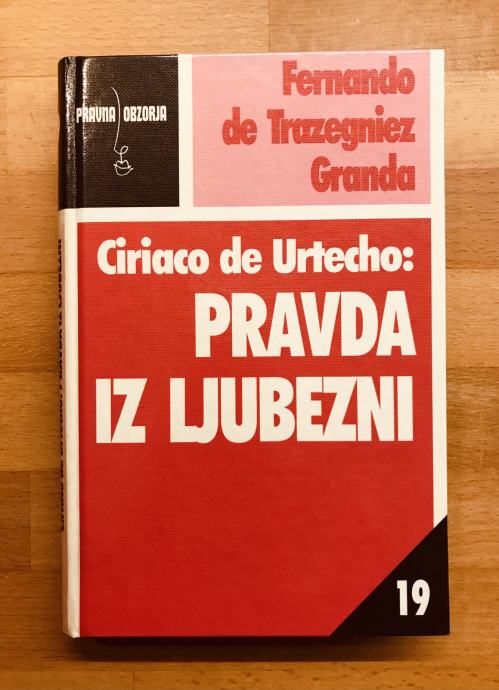 PRAVNA OBZORJA
Fernando
de Trazegniez
Granda
Ciriaco de Urtecho:
PRAVDA
IZ LJUBEZNI
19